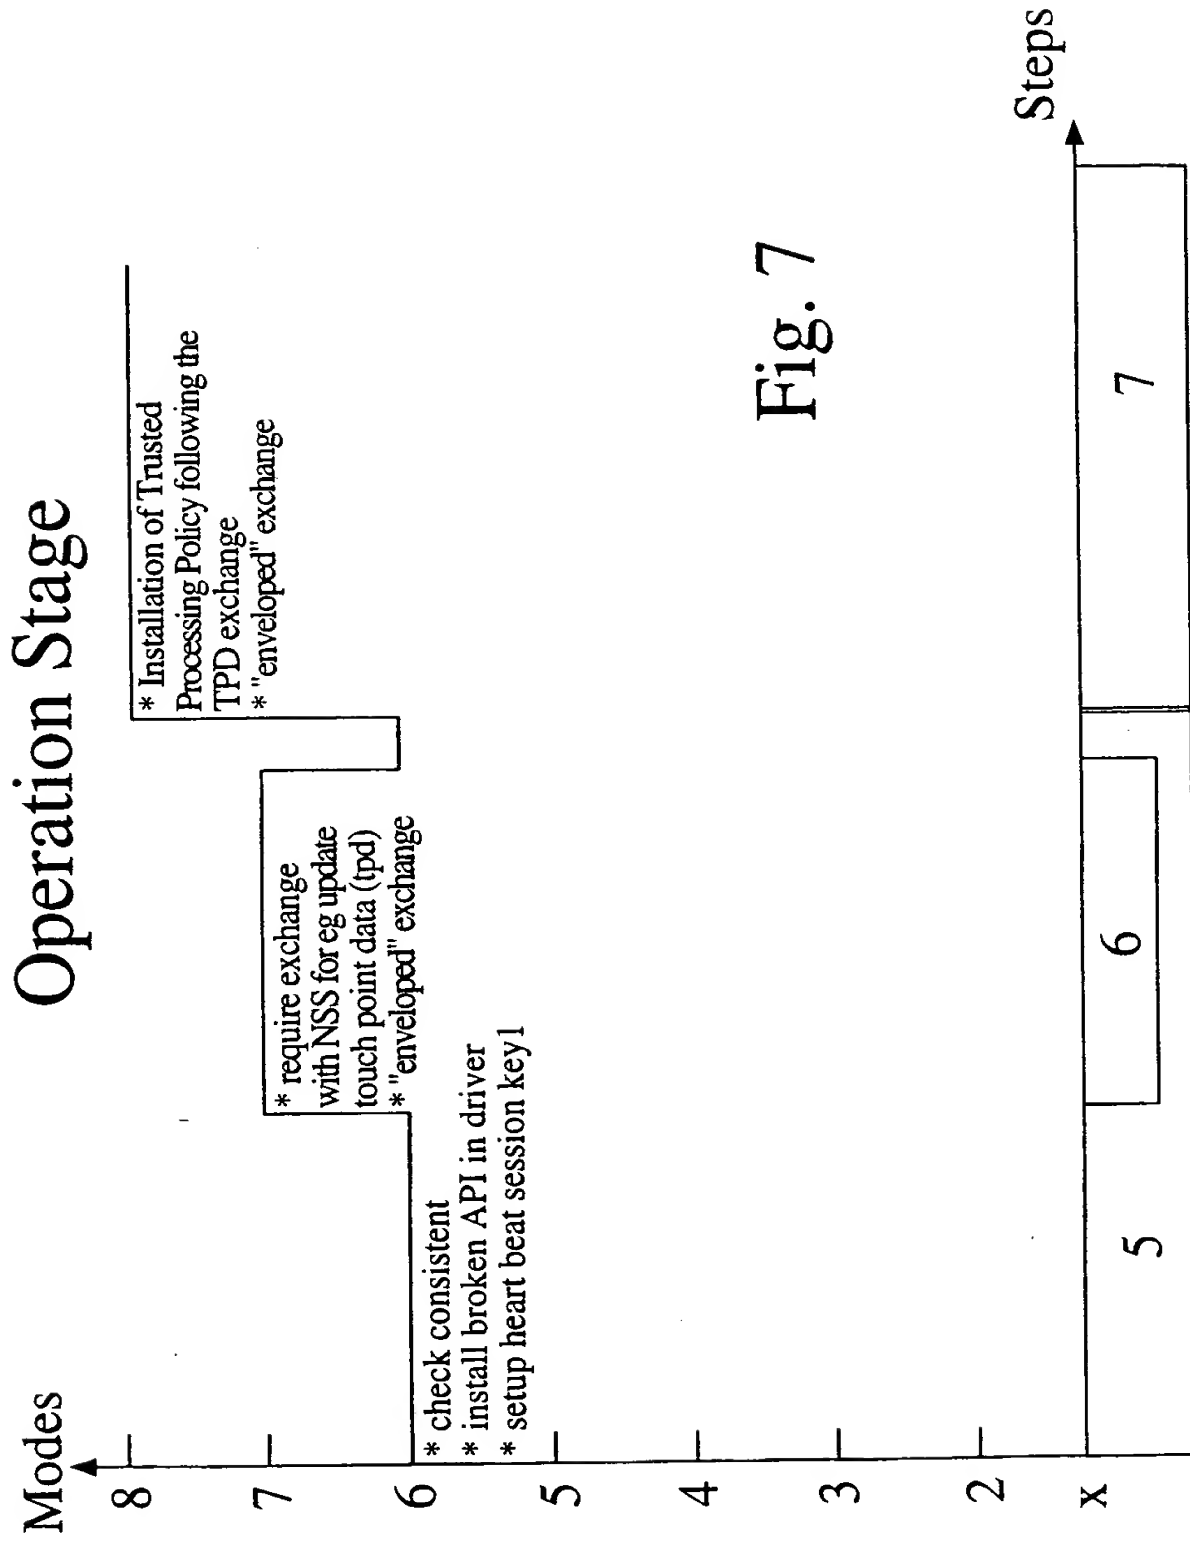 Operation Stage
Modes
8
7
6
5
4
3
2
x
* Installation of Trusted
Processing Policy following the
TPD exchange
* "enveloped" exchange
* require exchange
with NSS for eg update
touch point data (tpd)
* "enveloped" exchange
* check consistent
* install broken API in driver
* setup heart beat session key1
Fig. 7
Steps
5
6
7